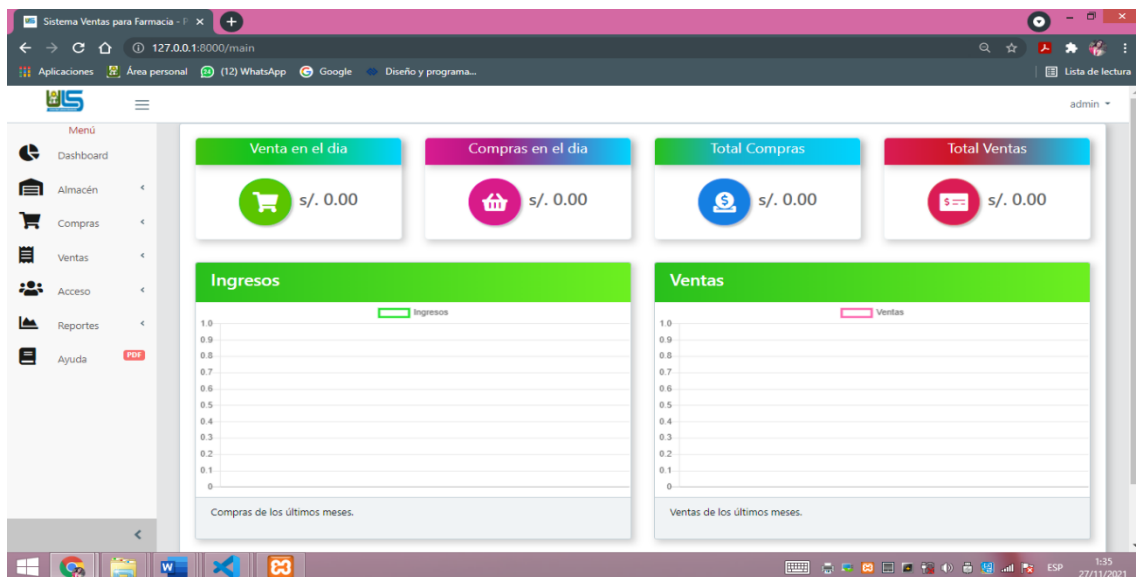 Sistema Ventas para Farmacia - P
127.0.0.1:8000/main
Aplicaciones Área personal (12) WhatsApp Google Diseño y programa... Lista de lectura
admin
Menú
Dashboard
Almacén
Compras
Ventas
Acceso
Reportes
Ayuda PDF
Venta en el dia
s/. 0.00
Compras en el dia
s/. 0.00
Total Compras
s/. 0.00
Total Ventas
s/. 0.00
Ingresos
Ingresos
1.0
0.9
0.8
0.7
0.6
0.5
0.4
0.3
0.2
0.1
0
Compras de los últimos meses.
Ventas
Ventas
1.0
0.9
0.8
0.7
0.6
0.5
0.4
0.3
0.2
0.1
0
Ventas de los últimos meses.
ESP
1:35
27/11/2021